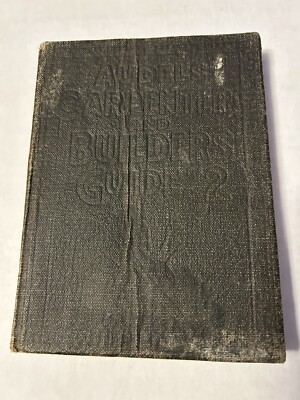 AUDELS
CARPENTERS
AND
BUILDERS
GUIDE 2